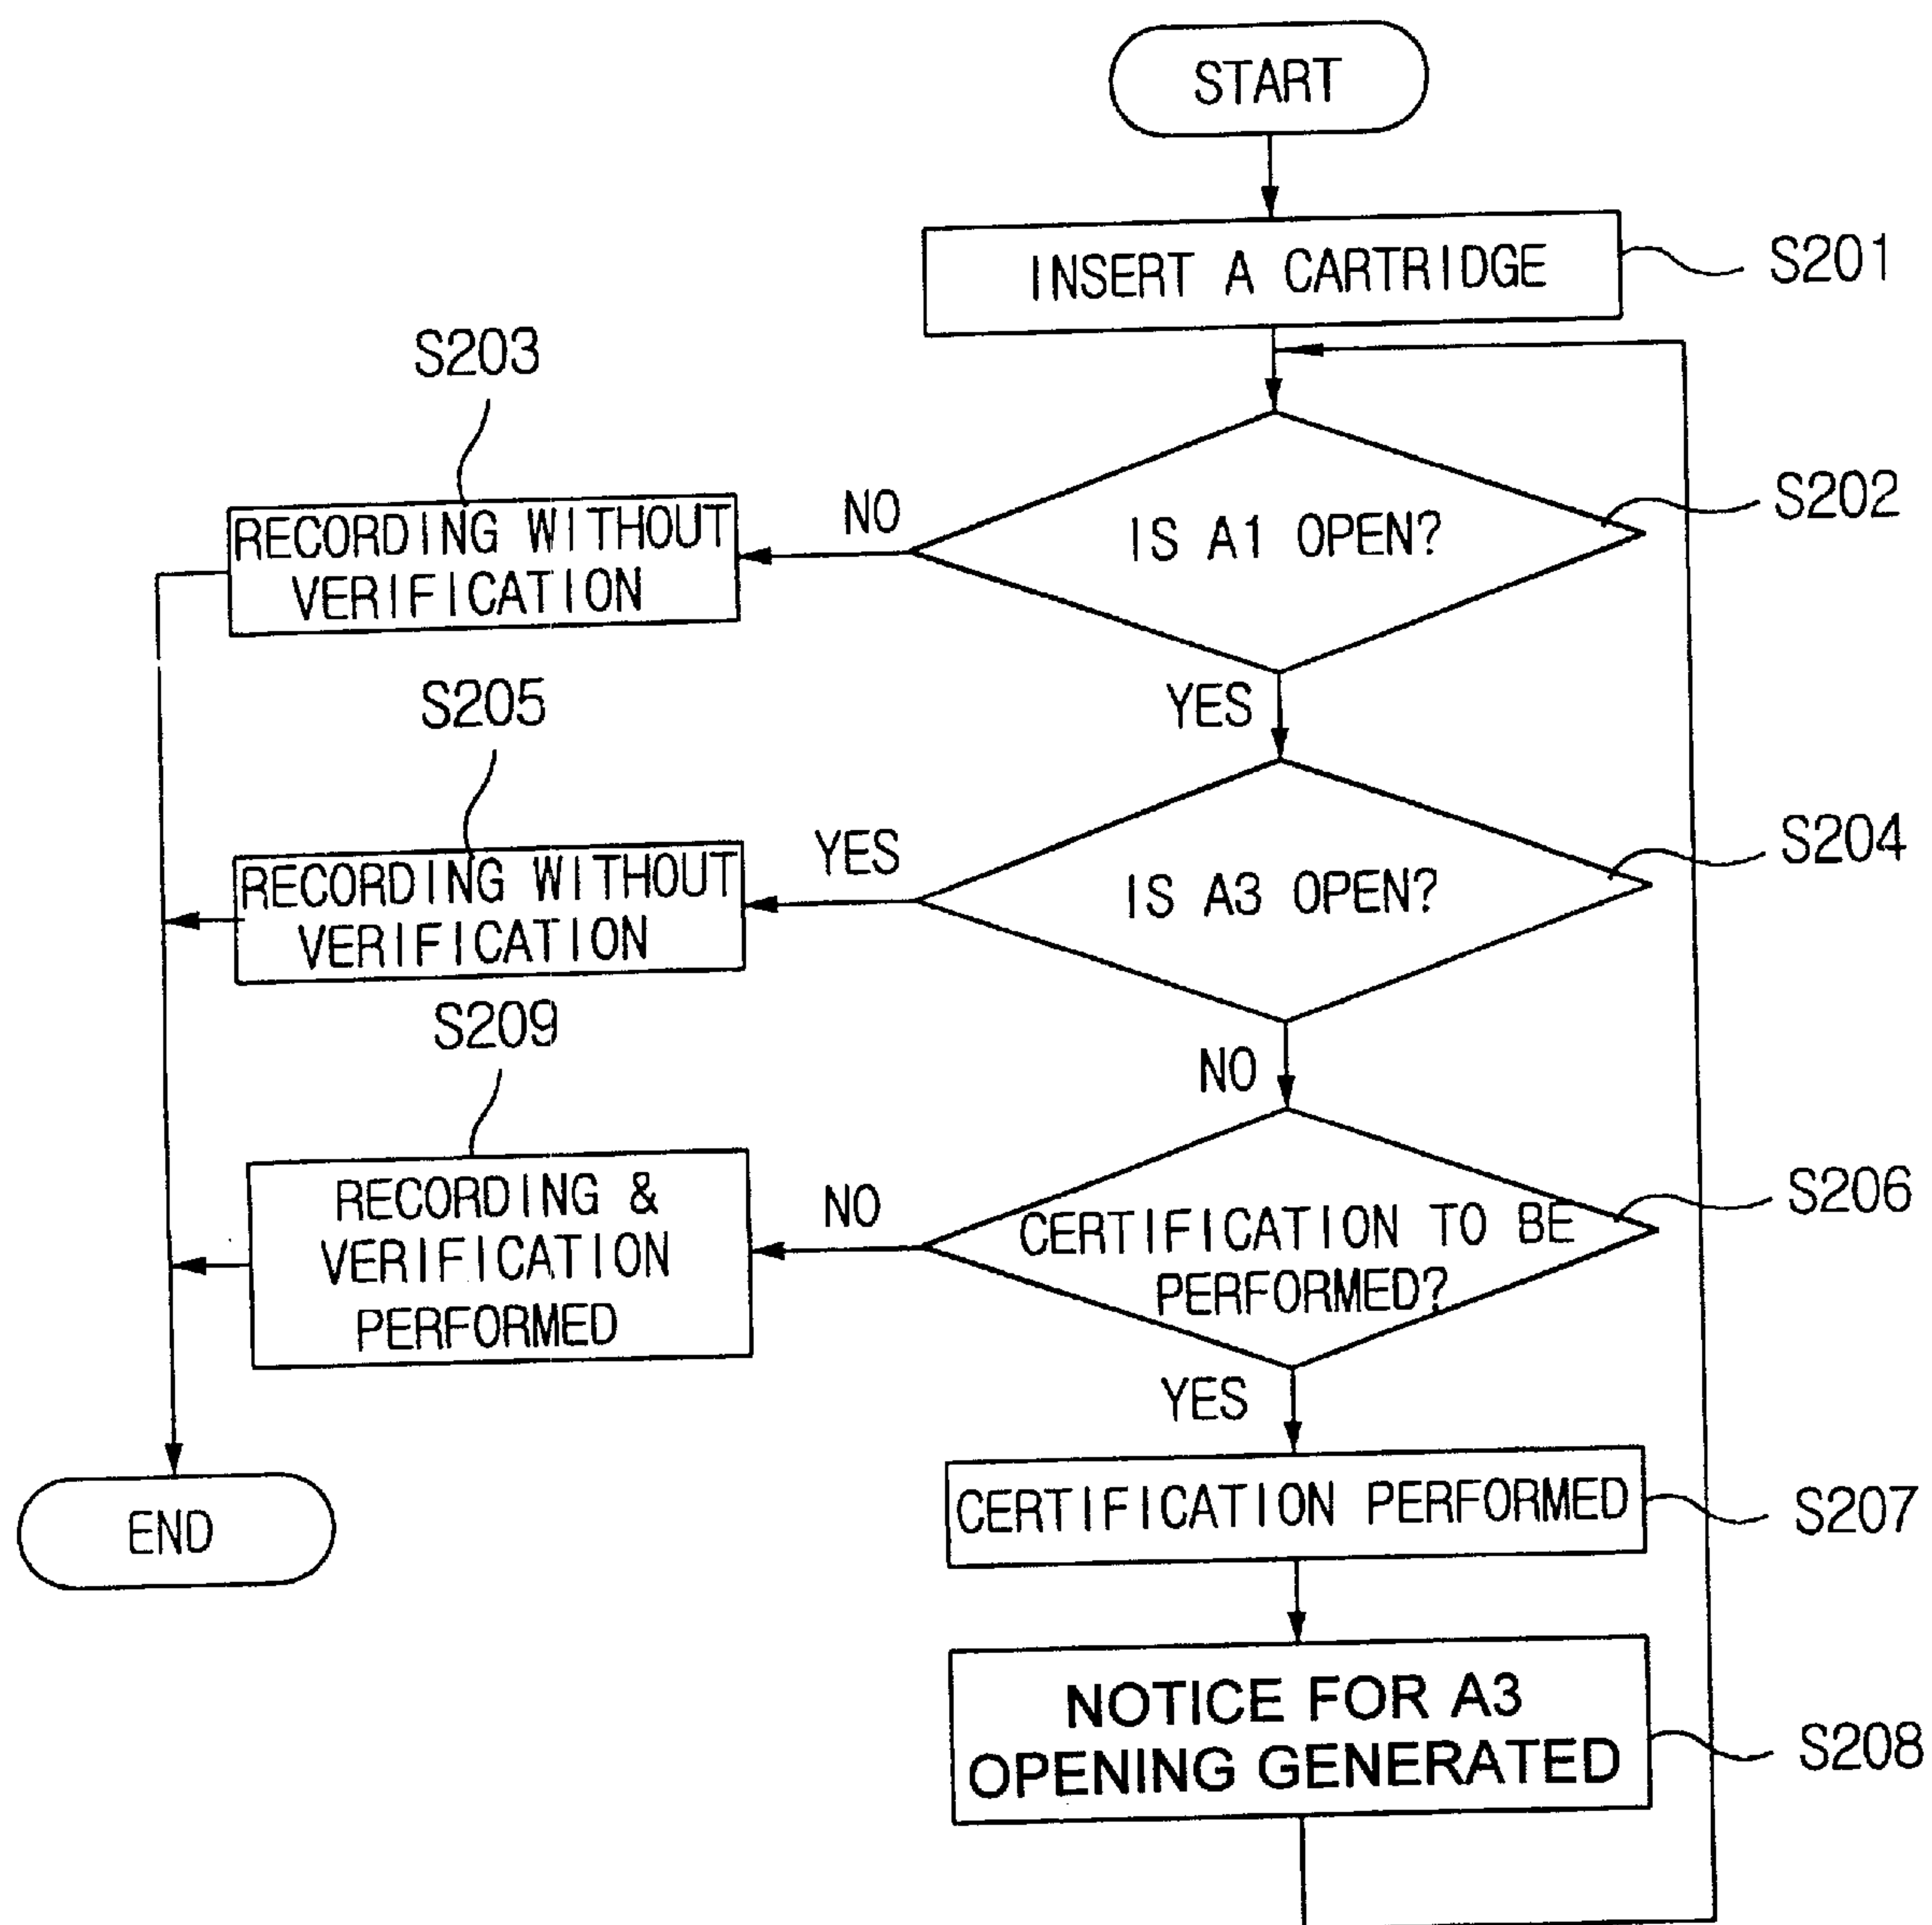 START
INSERT A CARTRIDGE
S201
S203
RECORDING WITHOUT
VERIFICATION
NO
IS A1 OPEN?
S202
YES
S205
RECORDING WITHOUT
VERIFICATION
YES
IS A3 OPEN?
S204
NO
S209
RECORDING &
VERIFICATION
PERFORMED
NO
CERTIFICATION TO BE
PERFORMED?
S206
YES
CERTIFICATION PERFORMED
S207
END
NOTICE FOR A3
OPENING GENERATED
S208